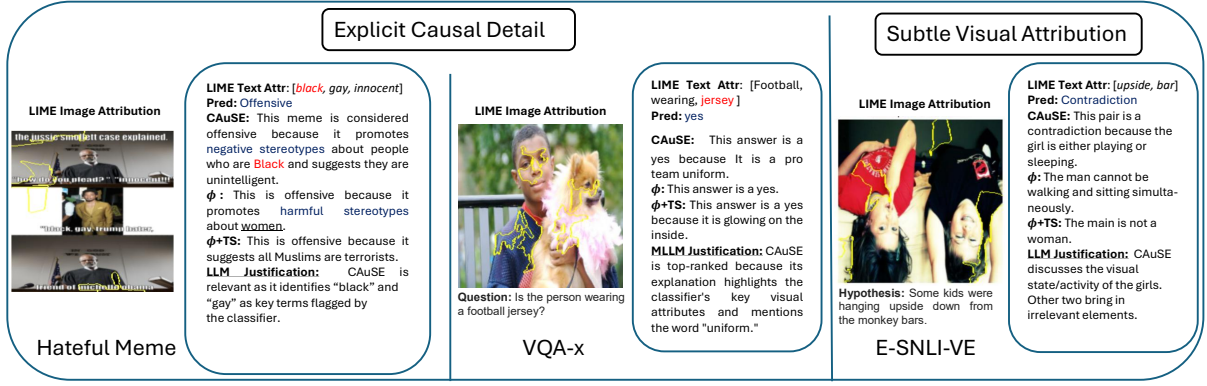 Explicit Causal Detail
Subtle Visual Attribution
LIME Image Attribution
the jussie smollett case explained.
how do you plead?" "innocent!!!
"black, gay, trump hater,
friend of michelle obama
Hateful Meme
LIME Text Attr: [black, gay, innocent]
Pred: Offensive
CAuSE: This meme is considered
offensive because it promotes
negative stereotypes about people
who are Black and suggests they are
unintelligent.
ϕ : This is offensive because it
promotes harmful stereotypes
about women.
ϕ+TS: This is offensive because it
suggests all Muslims are terrorists.
LLM Justification: CAuSE is
relevant as it identifies “black” and
“gay” as key terms flagged by
the classifier.
LIME Image Attribution
Question: Is the person wearing
a football jersey?
VQA-x
LIME Text Attr: [Football,
wearing, jersey ]
Pred: yes
CAuSE: This answer is a
yes because It is a pro
team uniform.
ϕ: This answer is a yes.
ϕ+TS: This answer is a yes
because it is glowing on the
inside.
MLLM Justification: CAuSE
is top-ranked because its
explanation highlights the
classifier's key visual
attributes and mentions
the word "uniform."
LIME Image Attribution
Hypothesis: Some kids were
hanging upside down from
the monkey bars.
E-SNLI-VE
LIME Text Attr: [upside, bar]
Pred: Contradiction
CAuSE: This pair is a
contradiction because the
girl is either playing or
sleeping.
ϕ: The man cannot be
walking and sitting simulta-
neously.
ϕ+TS: The main is not a
woman.
LLM Justification: CAuSE
discusses the visual
state/activity of the girls.
Other two bring in
irrelevant elements.